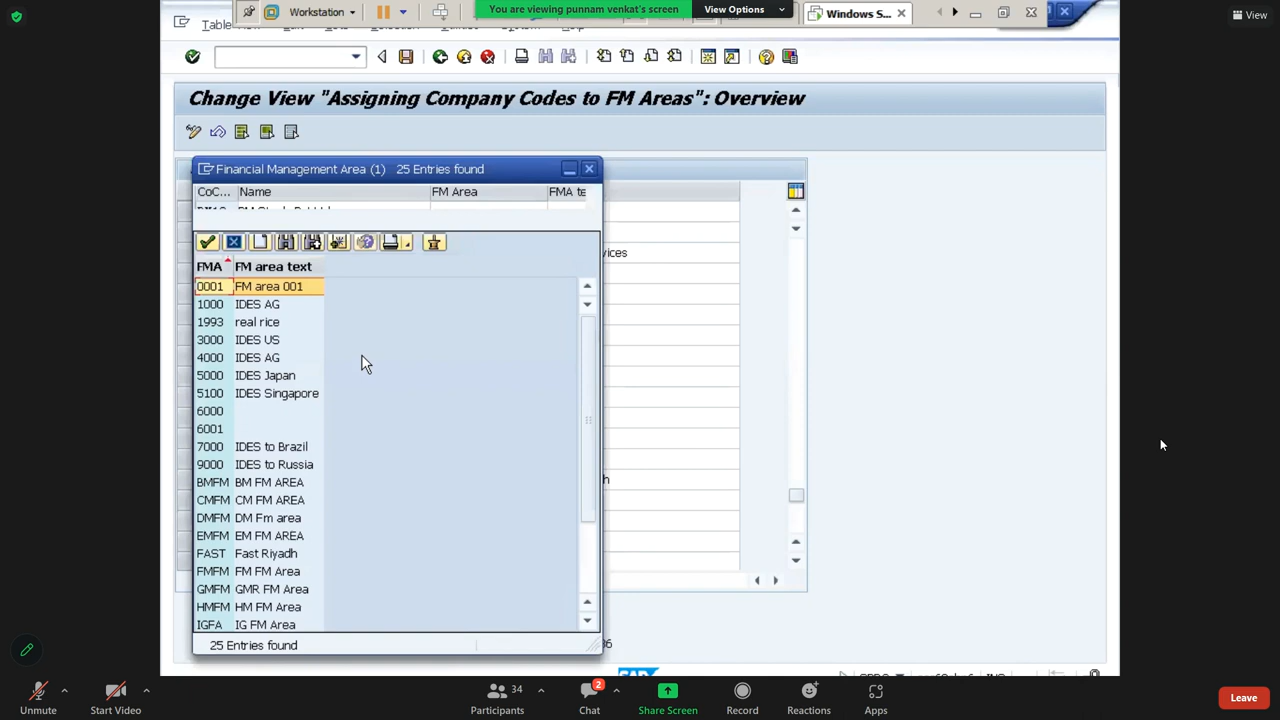 Workstation
You are viewing punnam venkat's screen
View Options
Windows S...
View
Table
Change View "Assigning Company Codes to FM Areas": Overview
Financial Management Area (1) 25 Entries found
CoC... Name FM Area FMA te
vices
FMA FM area text
0001 FM area 001
1000 IDES AG
1993 real rice
3000 IDES US
4000 IDES AG
5000 IDES Japan
5100 IDES Singapore
6000
6001
7000 IDES to Brazil
9000 IDES to Russia
BMFM BM FM AREA
h
CMFM CM FM AREA
DMFM DM Fm area
EMFM EM FM AREA
FAST Fast Riyadh
FMFM FM FM Area
GMFM GMR FM Area
HMFM HM FM Area
IGFA IG FM Area
25 Entries found
36
SAP
Unmute
Start Video
34
Participants
2
Chat
Share Screen
Record
Reactions
Apps
Leave